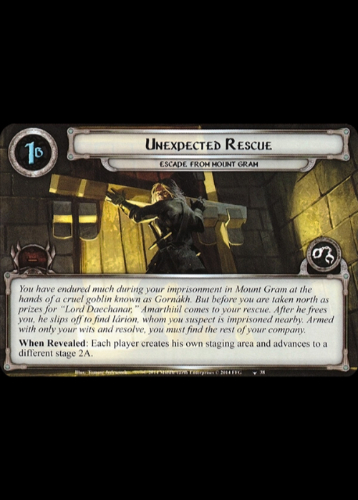 1B
UNEXPECTED RESCUE
ESCAPE FROM MOUNT GRAM
You have endured much during your imprisonment in Mount Gram at the
hands of a cruel goblin known as Gornákh. But before you are taken north as
prizes for "Lord Daechanar," Amarthiúl comes to your rescue. After he frees
you, he slips off to find Iârion, whom you suspect is imprisoned nearby. Armed
with only your wits and resolve, you must find the rest of your company.
When Revealed: Each player creates his own staging area and advances to a
different stage 2A.
Enterprises © 2014 FFG